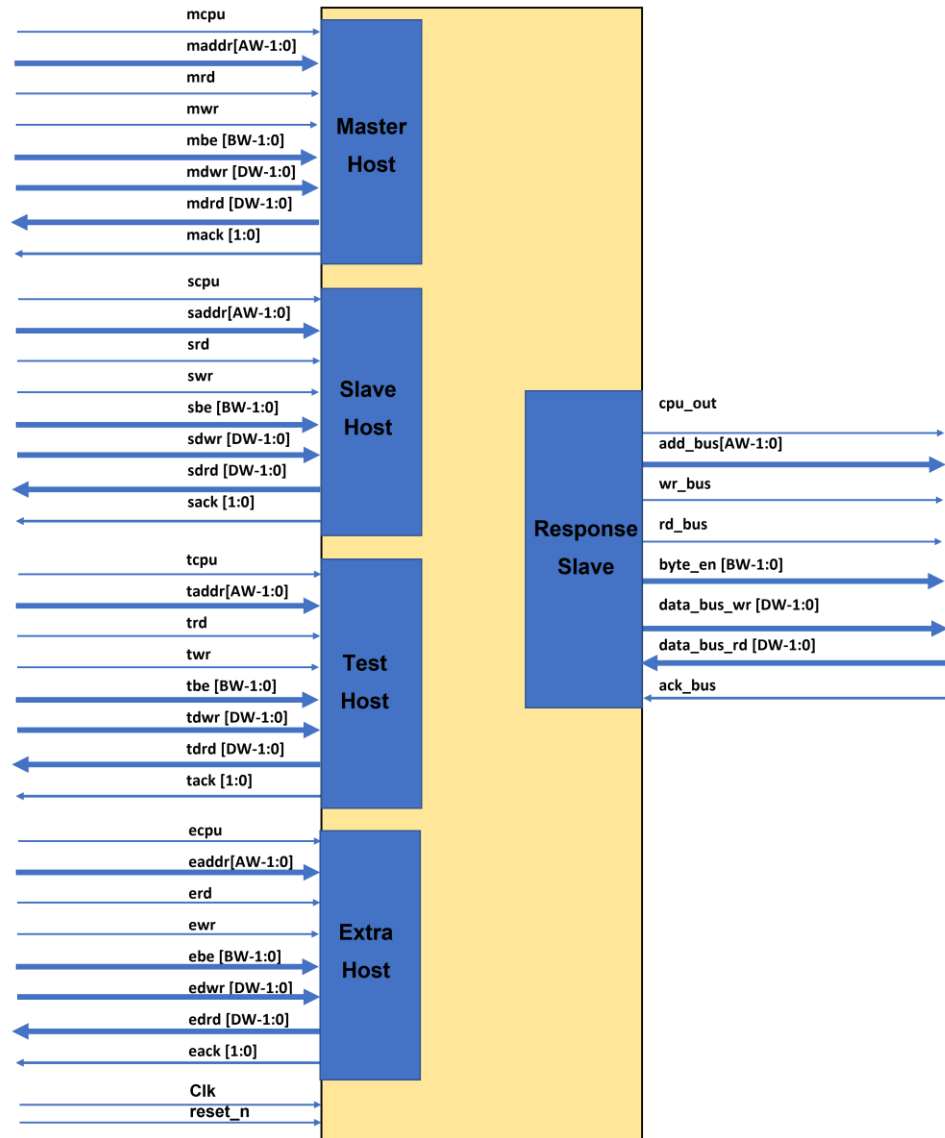 mcpu
maddr[AW-1:0]
mrd
mwr
mbe [BW-1:0]
mdwr [DW-1:0]
mdrd [DW-1:0]
mack [1:0]
Master
Host
scpu
saddr[AW-1:0]
srd
swr
sbe [BW-1:0]
sdwr [DW-1:0]
sdrd [DW-1:0]
sack [1:0]
Slave
Host
tcpu
taddr[AW-1:0]
trd
twr
tbe [BW-1:0]
tdwr [DW-1:0]
tdrd [DW-1:0]
tack [1:0]
Test
Host
ecpu
eaddr[AW-1:0]
erd
ewr
ebe [BW-1:0]
edwr [DW-1:0]
edrd [DW-1:0]
eack [1:0]
Extra
Host
Clk
reset_n
Response
Slave
cpu_out
add_bus[AW-1:0]
wr_bus
rd_bus
byte_en [BW-1:0]
data_bus_wr [DW-1:0]
data_bus_rd [DW-1:0]
ack_bus